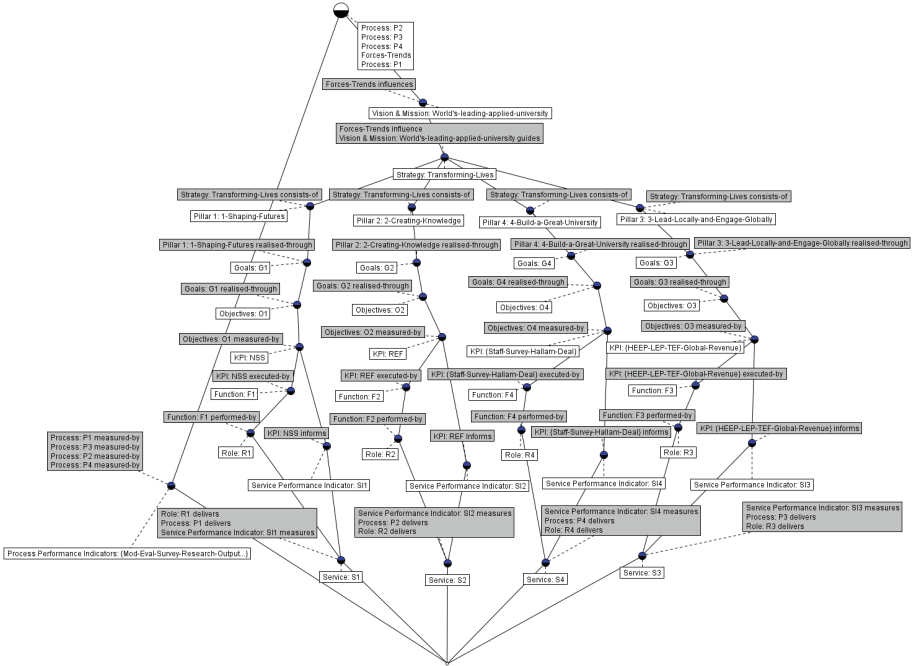 Process: P2
Process: P3
Process: P4
Forces-Trends
Process: P1
Forces-Trends influences
Vision & Mission: World's-leading-applied-university
Forces-Trends influence
Vision & Mission: World's-leading-applied-university guides
Strategy: Transforming-Lives
Strategy: Transforming-Lives consists-of
Strategy: Transforming-Lives consists-of
Strategy: Transforming-Lives consists-of
Strategy: Transforming-Lives consists-of
Pillar 1: 1-Shaping-Futures
Pillar 2: 2-Creating-Knowledge
Pillar 4: 4-Build-a-Great-University
Pillar 3: 3-Lead-Locally-and-Engage-Globally
Pillar 1: 1-Shaping-Futures realised-through
Pillar 2: 2-Creating-Knowledge realised-through
Pillar 4: 4-Build-a-Great-University realised-through
Pillar 3: 3-Lead-Locally-and-Engage-Globally realised-through
Goals: G1
Goals: G2
Goals: G4
Goals: G3
Goals: G1 realised-through
Goals: G2 realised-through
Goals: G4 realised-through
Goals: G3 realised-through
Objectives: O1
Objectives: O2
Objectives: O4
Objectives: O3
Objectives: O1 measured-by
Objectives: O2 measured-by
Objectives: O4 measured-by
Objectives: O3 measured-by
KPI: NSS
KPI: REF
KPI: {Staff-Survey-Hallam-Deal}
KPI: {HEEP-LEP-TEF-Global-Revenue}
KPI: NSS executed-by
KPI: REF executed-by
KPI: {Staff-Survey-Hallam-Deal} executed-by
KPI: {HEEP-LEP-TEF-Global-Revenue} executed-by
Function: F1
Function: F2
Function: F4
Function: F3
Function: F1 performed-by
Function: F2 performed-by
Function: F4 performed-by
Function: F3 performed-by
KPI: NSS informs
KPI: REF Informs
KPI: {Staff-Survey-Hallam-Deal} informs
KPI: {HEEP-LEP-TEF-Global-Revenue} informs
Process: P1 measured-by
Process: P3 measured-by
Process: P2 measured-by
Process: P4 measured-by
Role: R1
Role: R2
Role: R4
Role: R3
Service Performance Indicator: SI1
Service Performance Indicator: SI2
Service Performance Indicator: SI4
Service Performance Indicator: SI3
Role: R1 delivers
Process: P1 delivers
Service Performance Indicator: SI1 measures
Service Performance Indicator: SI2 measures
Process: P2 delivers
Role: R2 delivers
Service Performance Indicator: SI4 measures
Process: P4 delivers
Role: R4 delivers
Service Performance Indicator: SI3 measures
Process: P3 delivers
Role: R3 delivers
Process Performance Indicators: {Mod-Eval-Survey-Research-Output...}
Service: S1
Service: S2
Service: S4
Service: S3